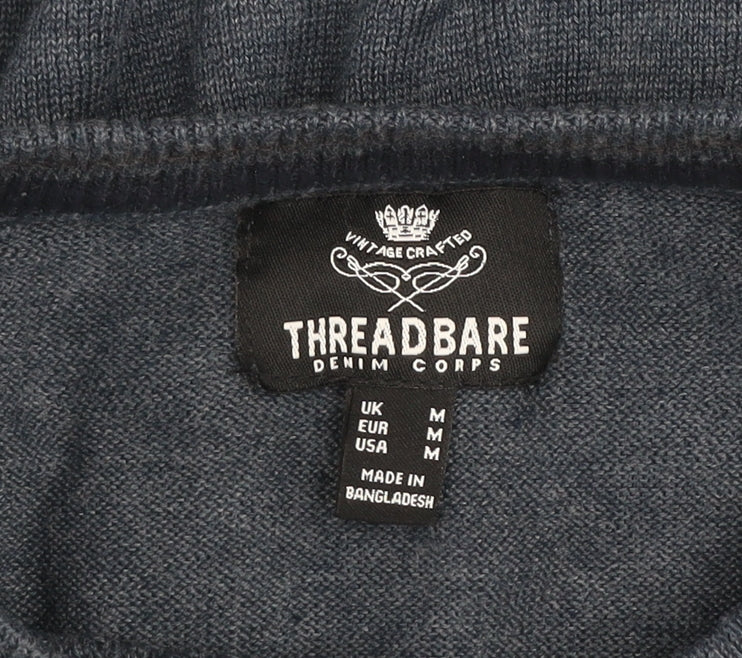 VINTAGE CRAFTED
THREADBARE
DENIM CORPS
UK M
EUR M
USA M
MADE IN
BANGLADESH